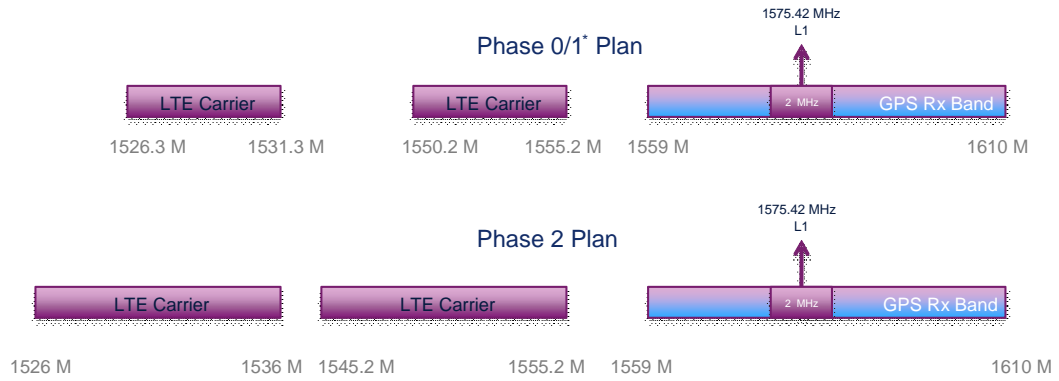 1575.42 MHz
L1
Phase 0/1* Plan
LTE Carrier LTE Carrier 2 MHz GPS Rx Band
1526.3 M 1531.3 M 1550.2 M 1555.2 M 1559 M 1610 M
1575.42 MHz
L1
Phase 2 Plan
LTE Carrier LTE Carrier 2 MHz GPS Rx Band
1526 M 1536 M 1545.2 M 1555.2 M 1559 M 1610 M